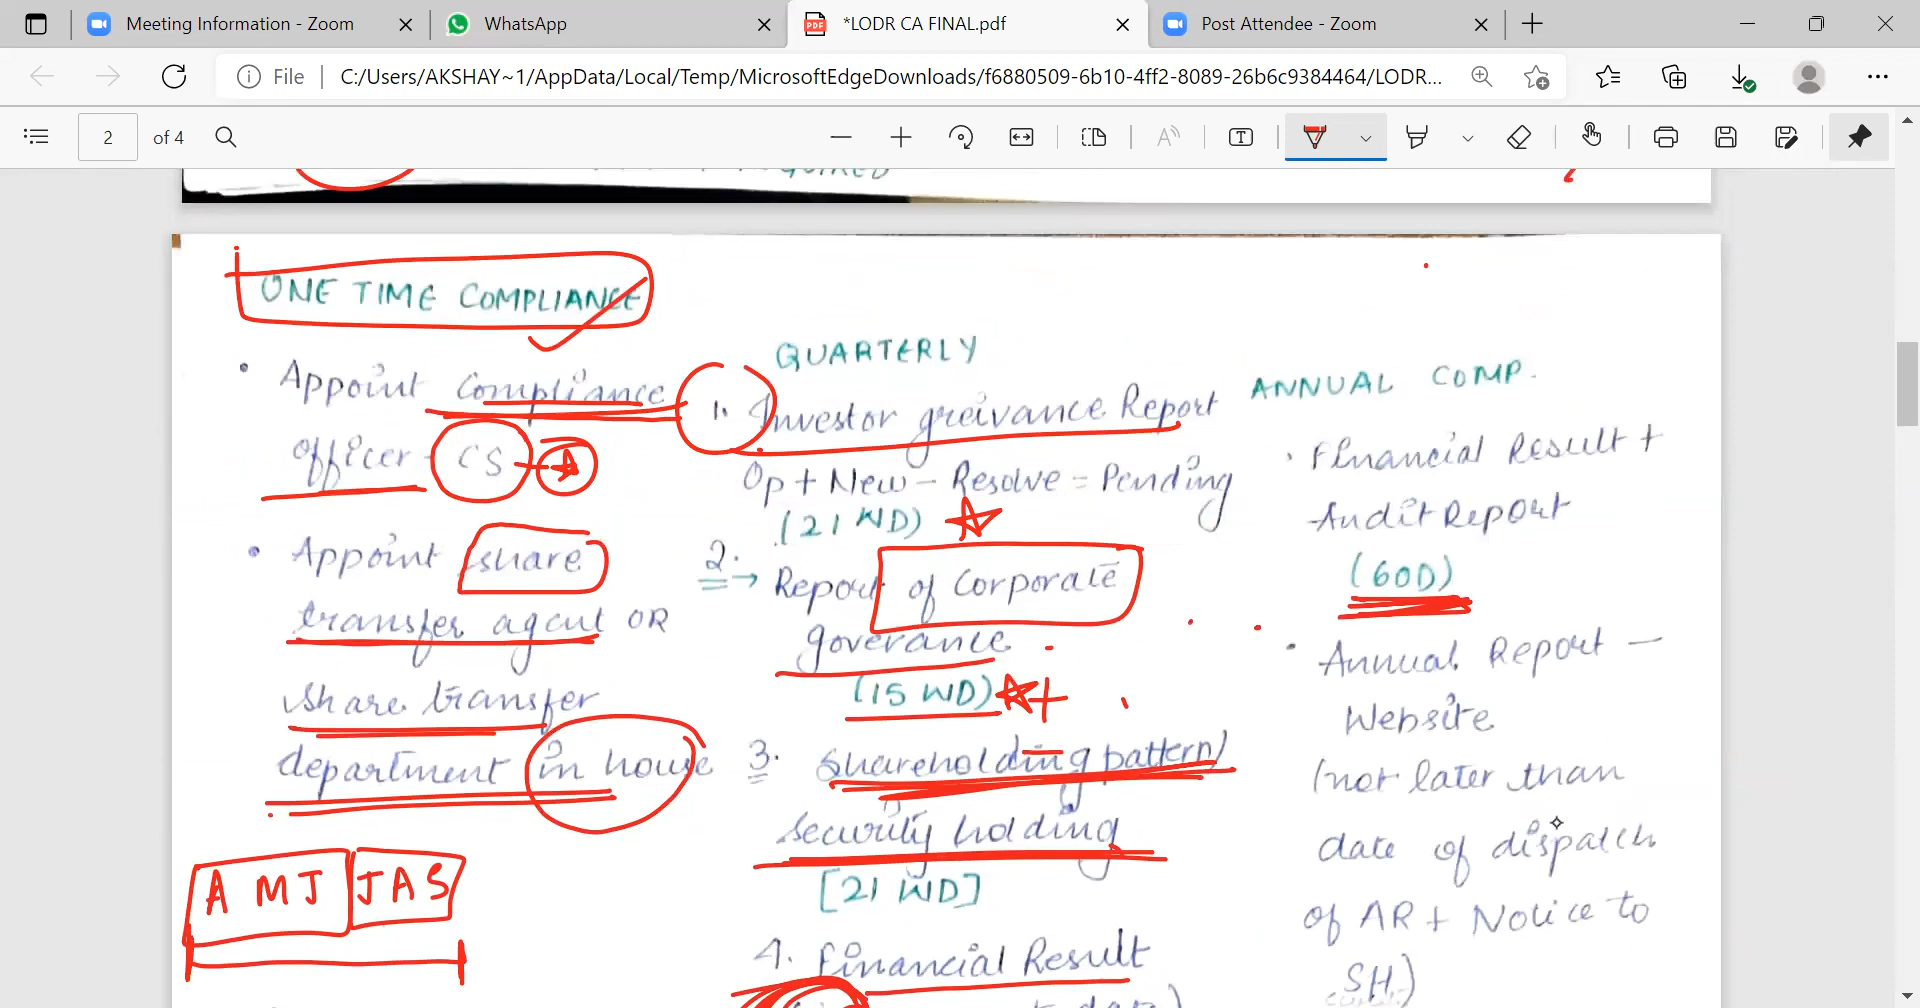 Meeting Information - Zoom
WhatsApp
*LODR CA FINAL.pdf
Post Attendee - Zoom
File
C:/Users/AKSHAY~1/AppData/Local/Temp/MicrosoftEdgeDownloads/f6880509-6b10-4ff2-8089-26b6c9384464/LODR...
2
of 4
ONE TIME COMPLIANCE
• Appoint Compliance
officer - CS
• Appoint share
transfer agent OR
share transfer
department in house
A M J J A S
QUARTERLY
1. Investor greivance Report
Op + New - Resolve = Pending
(21 WD)
2. → Report of Corporate
goverance
(15 WD)
3. Shareholding pattern/
security holding
[21 WD]
4. Financial Result
ANNUAL COMP.
• Financial Result +
Audit Report
(60D)
• Annual Report -
Website
(not later than
date of dispatch
of AR + Notice to
SH)